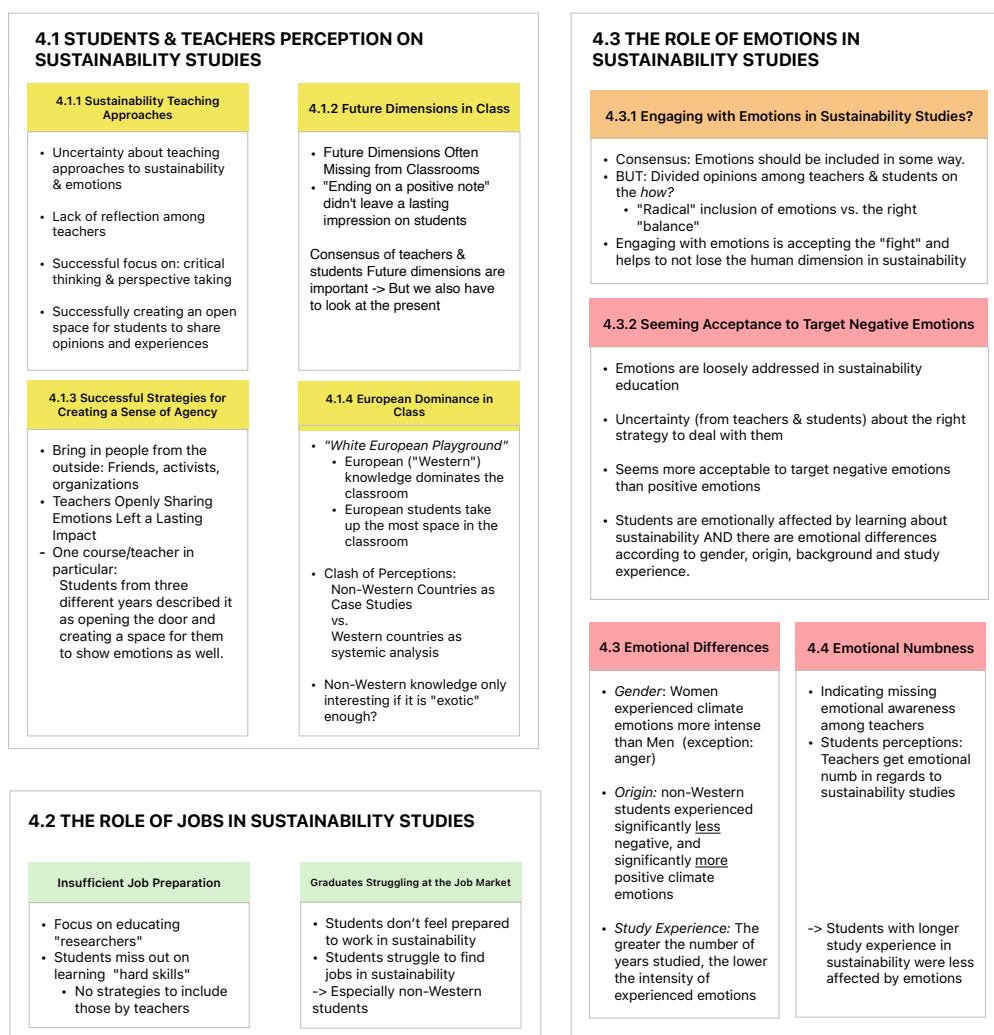 4.1 STUDENTS & TEACHERS PERCEPTION ON
SUSTAINABILITY STUDIES
4.1.1 Sustainability Teaching
Approaches
• Uncertainty about teaching
approaches to sustainability
& emotions
• Lack of reflection among
teachers
• Successful focus on: critical
thinking & perspective taking
• Successfully creating an open
space for students to share
opinions and experiences
4.1.2 Future Dimensions in Class
• Future Dimensions Often
Missing from Classrooms
• "Ending on a positive note"
didn't leave a lasting
impression on students
Consensus of teachers &
students Future dimensions are
important -> But we also have
to look at the present
4.1.3 Successful Strategies for
Creating a Sense of Agency
• Bring in people from the
outside: Friends, activists,
organizations
• Teachers Openly Sharing
Emotions Left a Lasting
Impact
- One course/teacher in
particular:
Students from three
different years described it
as opening the door and
creating a space for them
to show emotions as well.
4.1.4 European Dominance in
Class
• "White European Playground"
• European ("Western")
knowledge dominates the
classroom
• European students take
up the most space in the
classroom
• Clash of Perceptions:
Non-Western Countries as
Case Studies
vs.
Western countries as
systemic analysis
• Non-Western knowledge only
interesting if it is "exotic"
enough?
4.2 THE ROLE OF JOBS IN SUSTAINABILITY STUDIES
Insufficient Job Preparation
• Focus on educating
"researchers"
• Students miss out on
learning "hard skills"
• No strategies to include
those by teachers
Graduates Struggling at the Job Market
• Students don't feel prepared
to work in sustainability
• Students struggle to find
jobs in sustainability
-> Especially non-Western
students
4.3 THE ROLE OF EMOTIONS IN
SUSTAINABILITY STUDIES
4.3.1 Engaging with Emotions in Sustainability Studies?
• Consensus: Emotions should be included in some way.
• BUT: Divided opinions among teachers & students on
the how?
• "Radical" inclusion of emotions vs. the right
"balance"
• Engaging with emotions is accepting the "fight" and
helps to not lose the human dimension in sustainability
4.3.2 Seeming Acceptance to Target Negative Emotions
• Emotions are loosely addressed in sustainability
education
• Uncertainty (from teachers & students) about the right
strategy to deal with them
• Seems more acceptable to target negative emotions
than positive emotions
• Students are emotionally affected by learning about
sustainability AND there are emotional differences
according to gender, origin, background and study
experience.
4.3 Emotional Differences
• Gender: Women
experienced climate
emotions more intense
than Men (exception:
anger)
• Origin: non-Western
students experienced
significantly less
negative, and
significantly more
positive climate
emotions
• Study Experience: The
greater the number of
years studied, the lower
the intensity of
experienced emotions
4.4 Emotional Numbness
• Indicating missing
emotional awareness
among teachers
• Students perceptions:
Teachers get emotional
numb in regards to
sustainability studies
-> Students with longer
study experience in
sustainability were less
affected by emotions